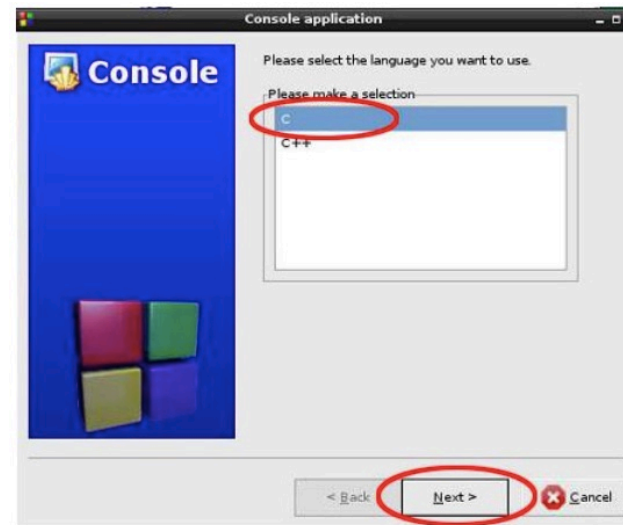 Console application
Console
Please select the language you want to use.
Please make a selection
C
C++
< Back
Next >
Cancel